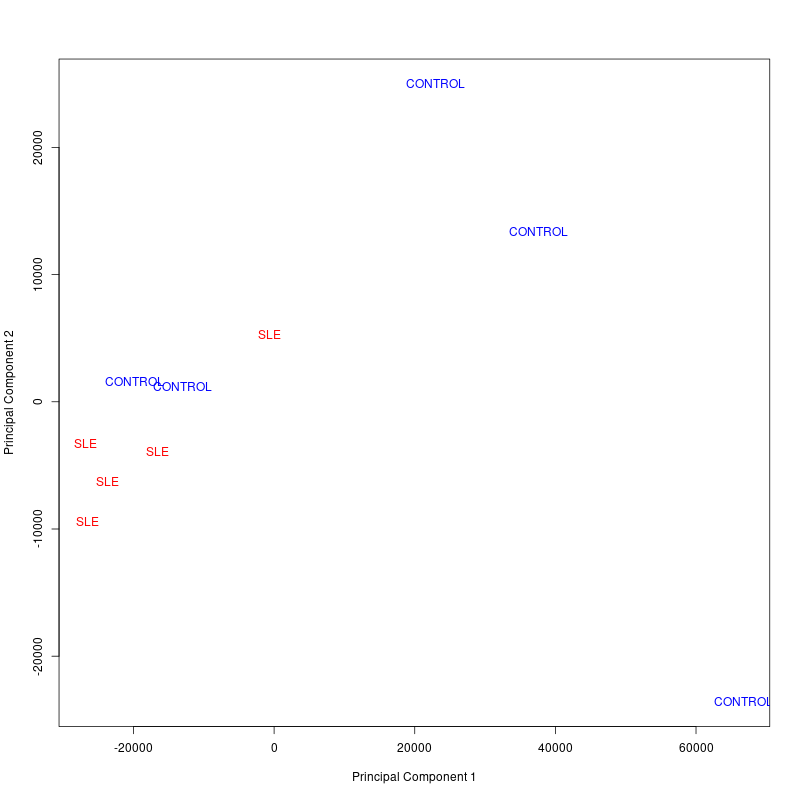 CONTROL
20000
CONTROL
10000
SLE
CONTROL
CONTROL
0
SLE
SLE
SLE
SLE
-10000
-20000
CONTROL
-20000 0 20000 40000 60000
Principal Component 1
Principal Component 2